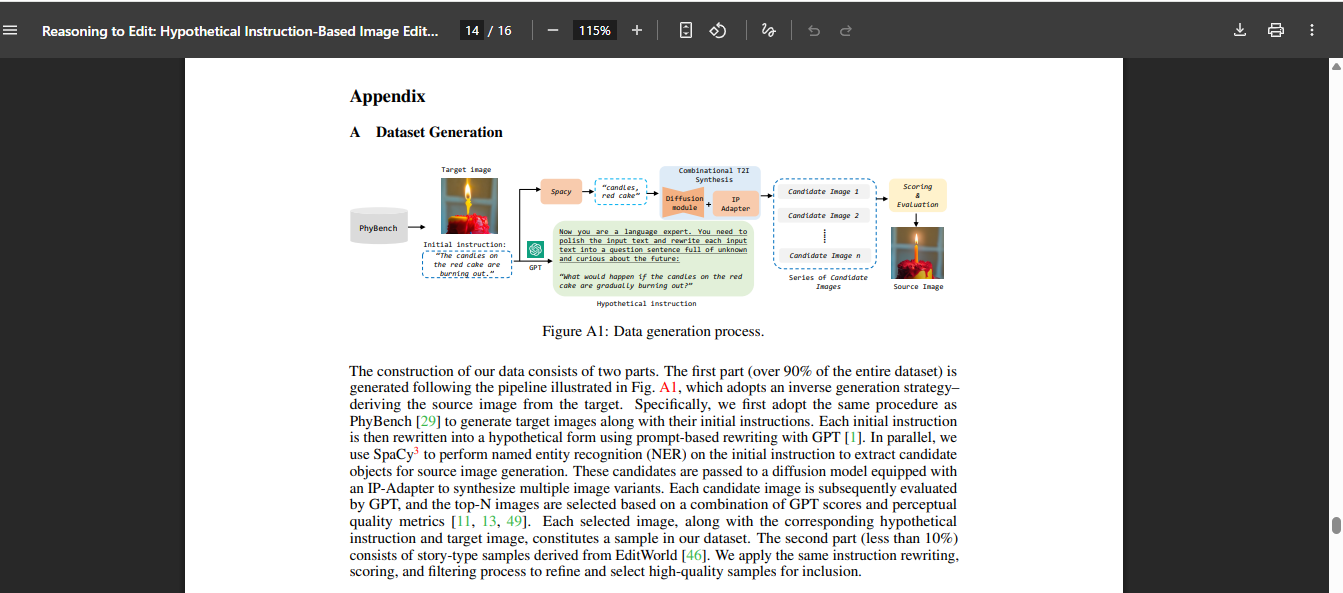 Reasoning to Edit: Hypothetical Instruction-Based Image Edit...
14 / 16
115%
Appendix
A Dataset Generation
Target image
PhyBench
Initial instruction:
"The candles on
the red cake are
burning out."
Spacy
"candles,
red cake"
Combinational T2I
Synthesis
Diffusion
module
+
IP
Adapter
GPT
Now you are a language expert. You need to
polish the input text and rewrite each input
text into a question sentence full of unknown
and curious about the future:
"What would happen if the candles on the red
cake are gradually burning out?"
Hypothetical instruction
Candidate Image 1
Candidate Image 2
Candidate Image n
Series of Candidate
Images
Scoring
&
Evaluation
Source Image
Figure A1: Data generation process.
The construction of our data consists of two parts. The first part (over 90% of the entire dataset) is
generated following the pipeline illustrated in Fig. A1, which adopts an inverse generation strategy–
deriving the source image from the target. Specifically, we first adopt the same procedure as
PhyBench [29] to generate target images along with their initial instructions. Each initial instruction
is then rewritten into a hypothetical form using prompt-based rewriting with GPT [1]. In parallel, we
use SpaCy³ to perform named entity recognition (NER) on the initial instruction to extract candidate
objects for source image generation. These candidates are passed to a diffusion model equipped with
an IP-Adapter to synthesize multiple image variants. Each candidate image is subsequently evaluated
by GPT, and the top-N images are selected based on a combination of GPT scores and perceptual
quality metrics [11, 13, 49]. Each selected image, along with the corresponding hypothetical
instruction and target image, constitutes a sample in our dataset. The second part (less than 10%)
consists of story-type samples derived from EditWorld [46]. We apply the same instruction rewriting,
scoring, and filtering process to refine and select high-quality samples for inclusion.